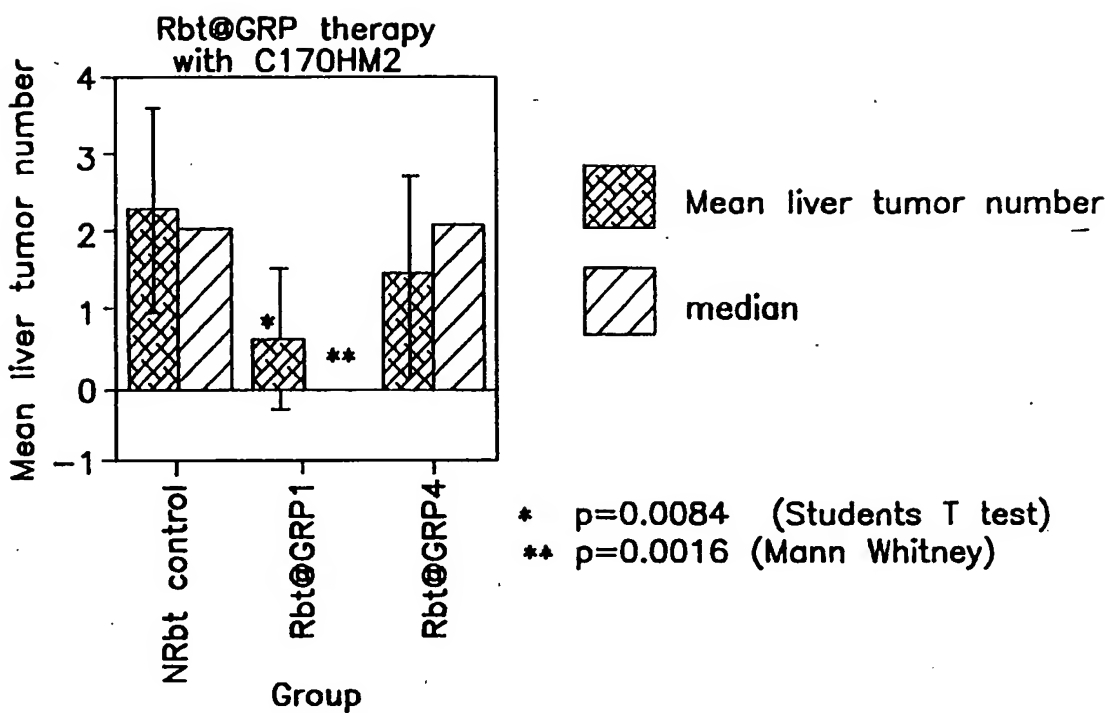 Rbt@GRP therapy
with C170HM2
Mean liver tumor number
4
3
2
1
0
-1
*
**
NRbt control
Rbt@GRP1
Rbt@GRP4
Group
Mean liver tumor number
median
* p=0.0084 (Students T test)
** p=0.0016 (Mann Whitney)